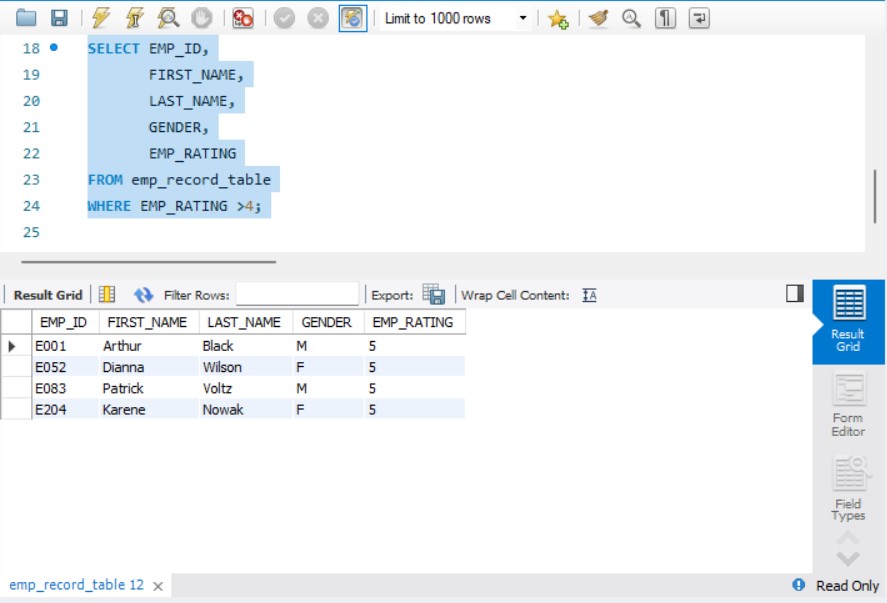 Limit to 1000 rows
18 SELECT EMP_ID,
19 FIRST_NAME,
20 LAST_NAME,
21 GENDER,
22 EMP_RATING
23 FROM emp_record_table
24 WHERE EMP_RATING >4;
25
Result Grid Filter Rows: Export: Wrap Cell Content: IA
EMP_ID FIRST_NAME LAST_NAME GENDER EMP_RATING
E001 Arthur Black M 5
E052 Dianna Wilson F 5
E083 Patrick Voltz M 5
E204 Karene Nowak F 5
Result
Grid
Form
Editor
Field
Types
emp_record_table 12
Read Only